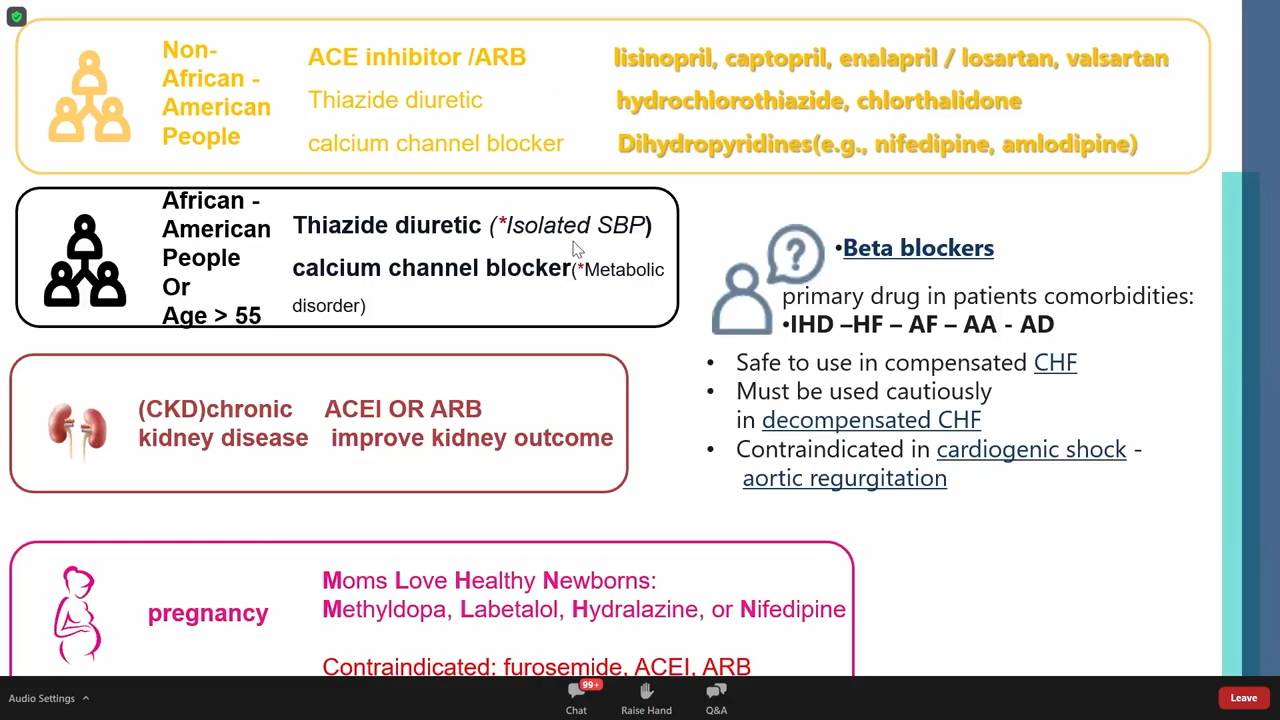 Non-
African -
American
People
ACE inhibitor /ARB
lisinopril, captopril, enalapril / losartan, valsartan
Thiazide diuretic
hydrochlorothiazide, chlorthalidone
calcium channel blocker
Dihydropyridines(e.g., nifedipine, amlodipine)
African -
American
People
Or
Age > 55
Thiazide diuretic (*Isolated SBP)
calcium channel blocker(*Metabolic
disorder)
•Beta blockers
primary drug in patients comorbidities:
•IHD –HF – AF – AA - AD
• Safe to use in compensated CHF
• Must be used cautiously
in decompensated CHF
• Contraindicated in cardiogenic shock -
aortic regurgitation
(CKD)chronic
kidney disease
ACEI OR ARB
improve kidney outcome
pregnancy
Moms Love Healthy Newborns:
Methyldopa, Labetalol, Hydralazine, or Nifedipine
Contraindicated: furosemide, ACEI, ARB
Audio Settings
99+
Chat
Raise Hand
Q&A
Leave